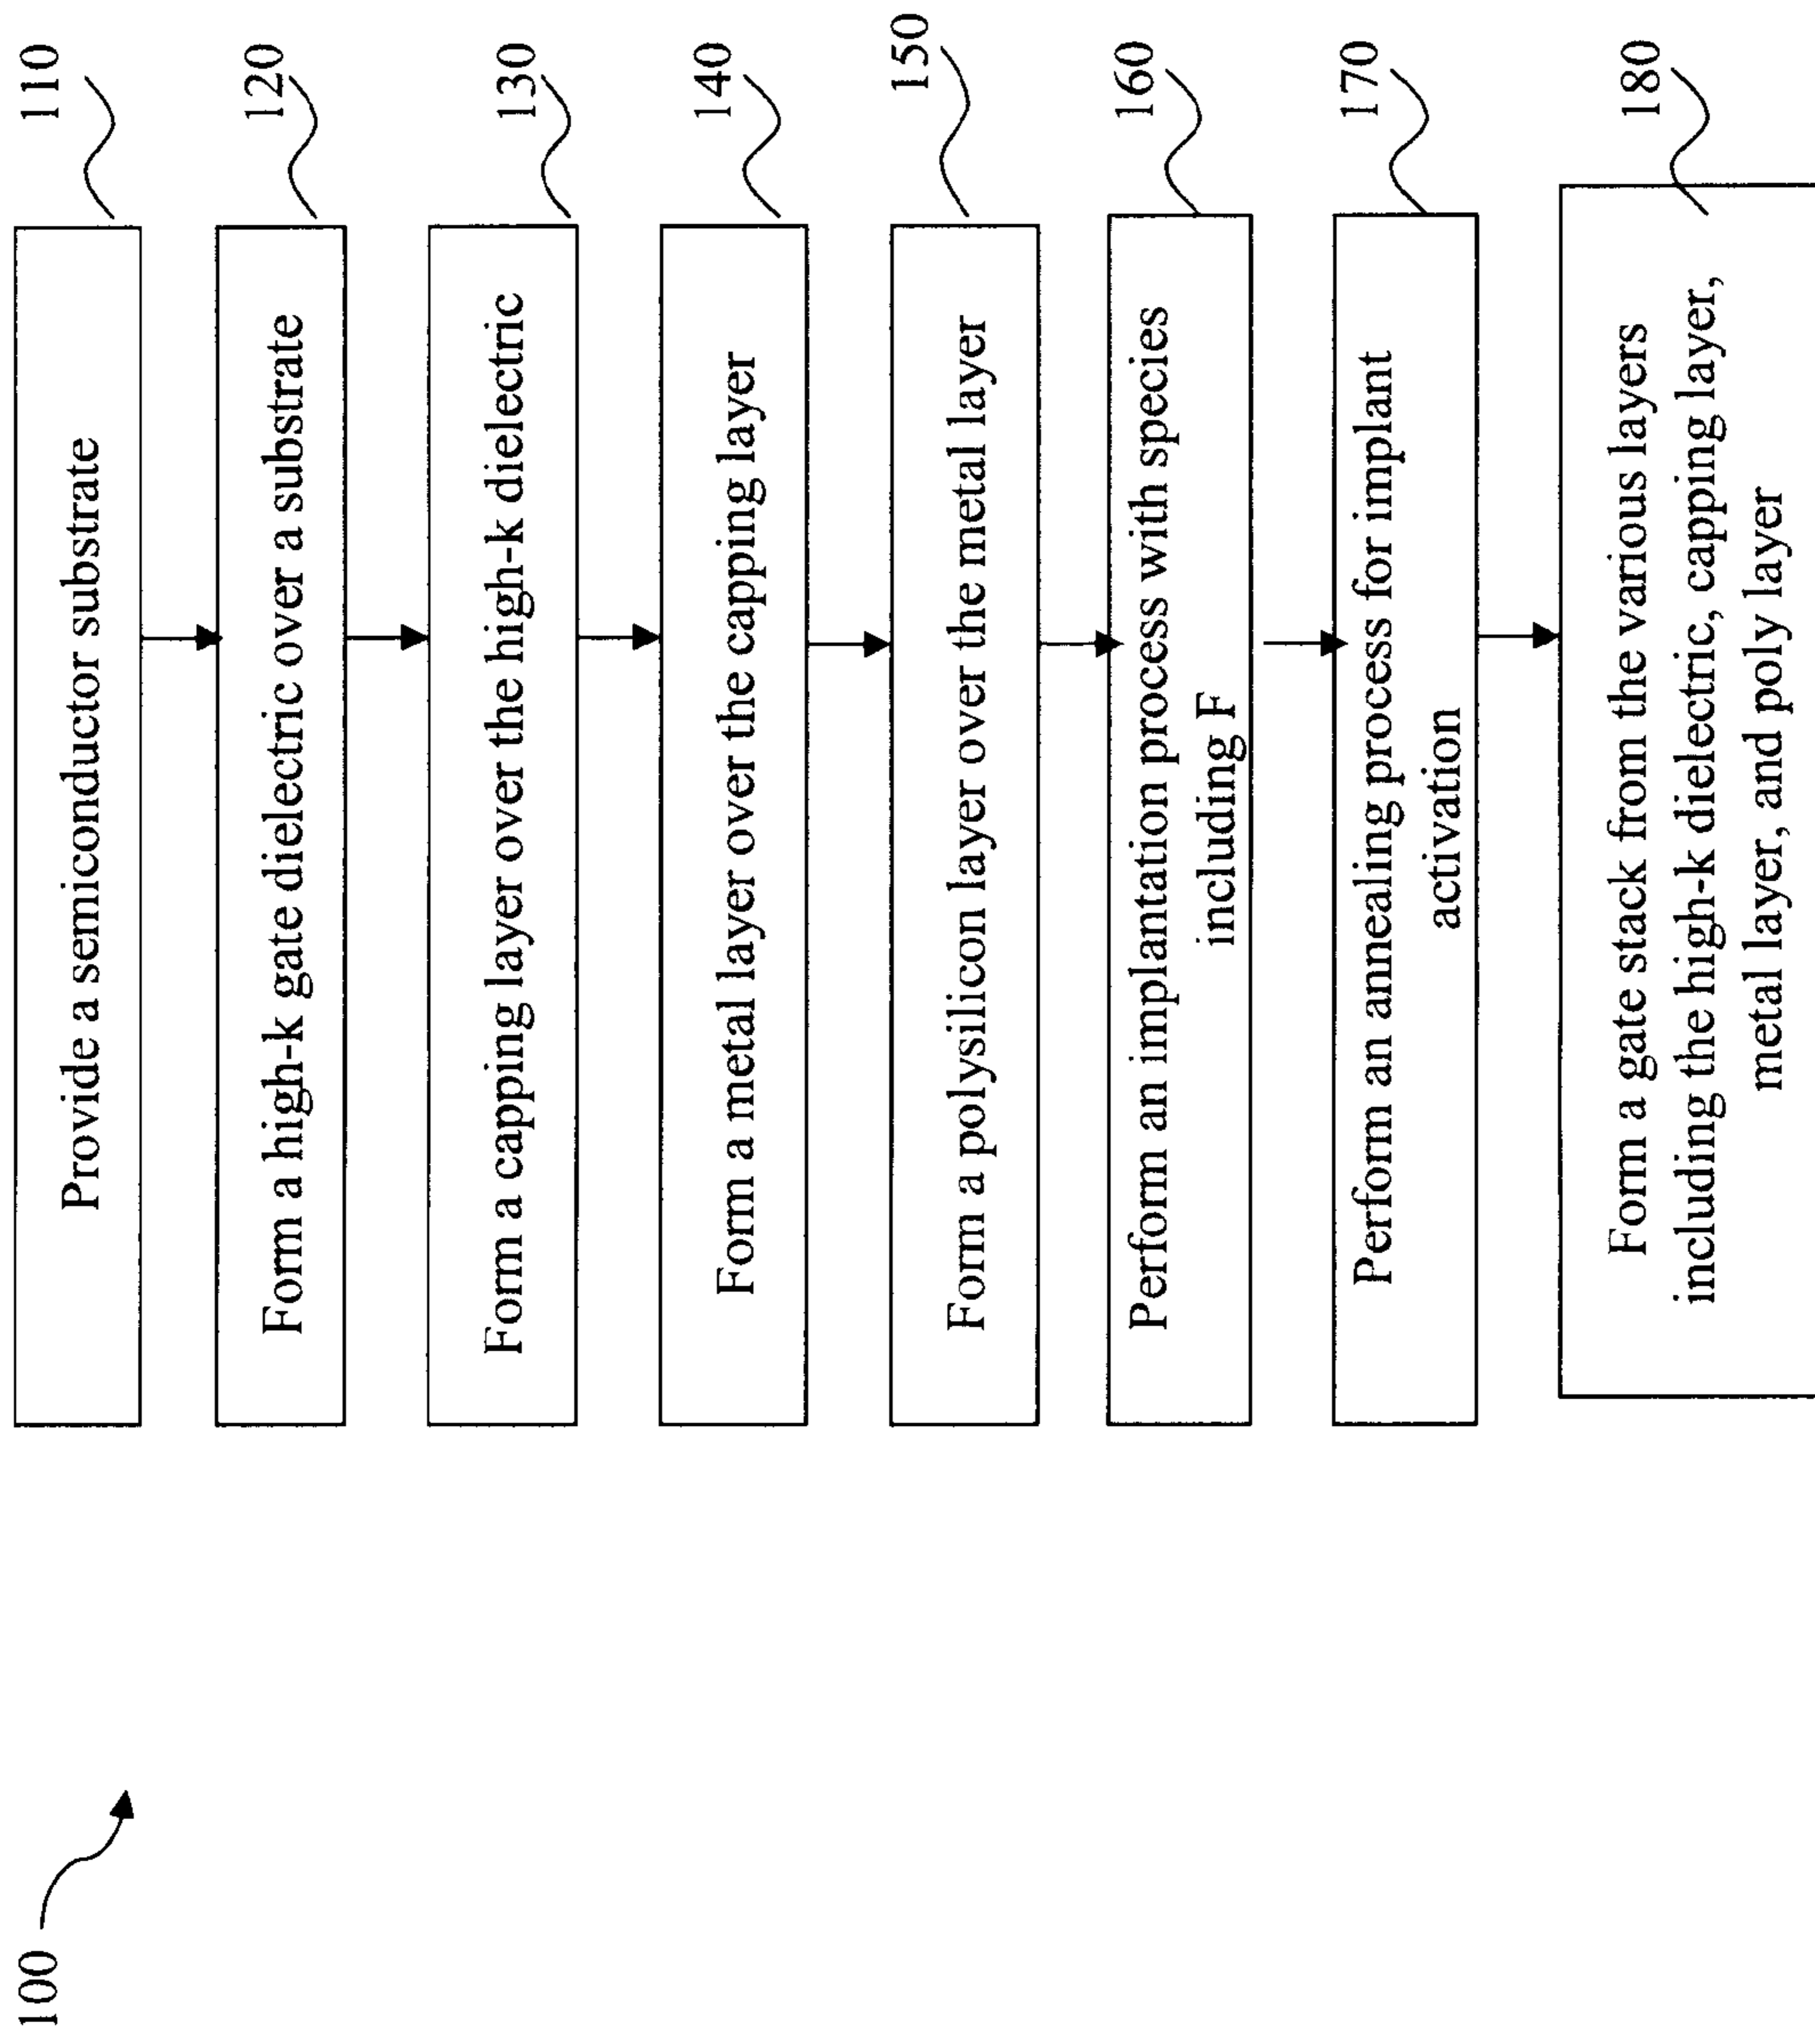 100
Provide a semiconductor substrate
110
Form a high-k gate dielectric over a substrate
120
Form a capping layer over the high-k dielectric
130
Form a metal layer over the capping layer
140
Form a polysilicon layer over the metal layer
150
Perform an implantation process with species
including F
160
Perform an annealing process for implant
activation
170
Form a gate stack from the various layers
including the high-k dielectric, capping layer,
metal layer, and poly layer
180